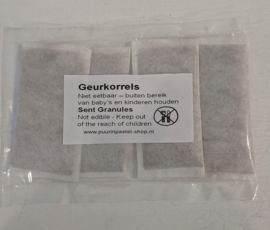 Geurkorrels
Niet eetbaar – buiten bereik
van baby's en kinderen houden
Sent Granules
Not edible - Keep out
of the reach of children
www.puurinpastel-shop.nl